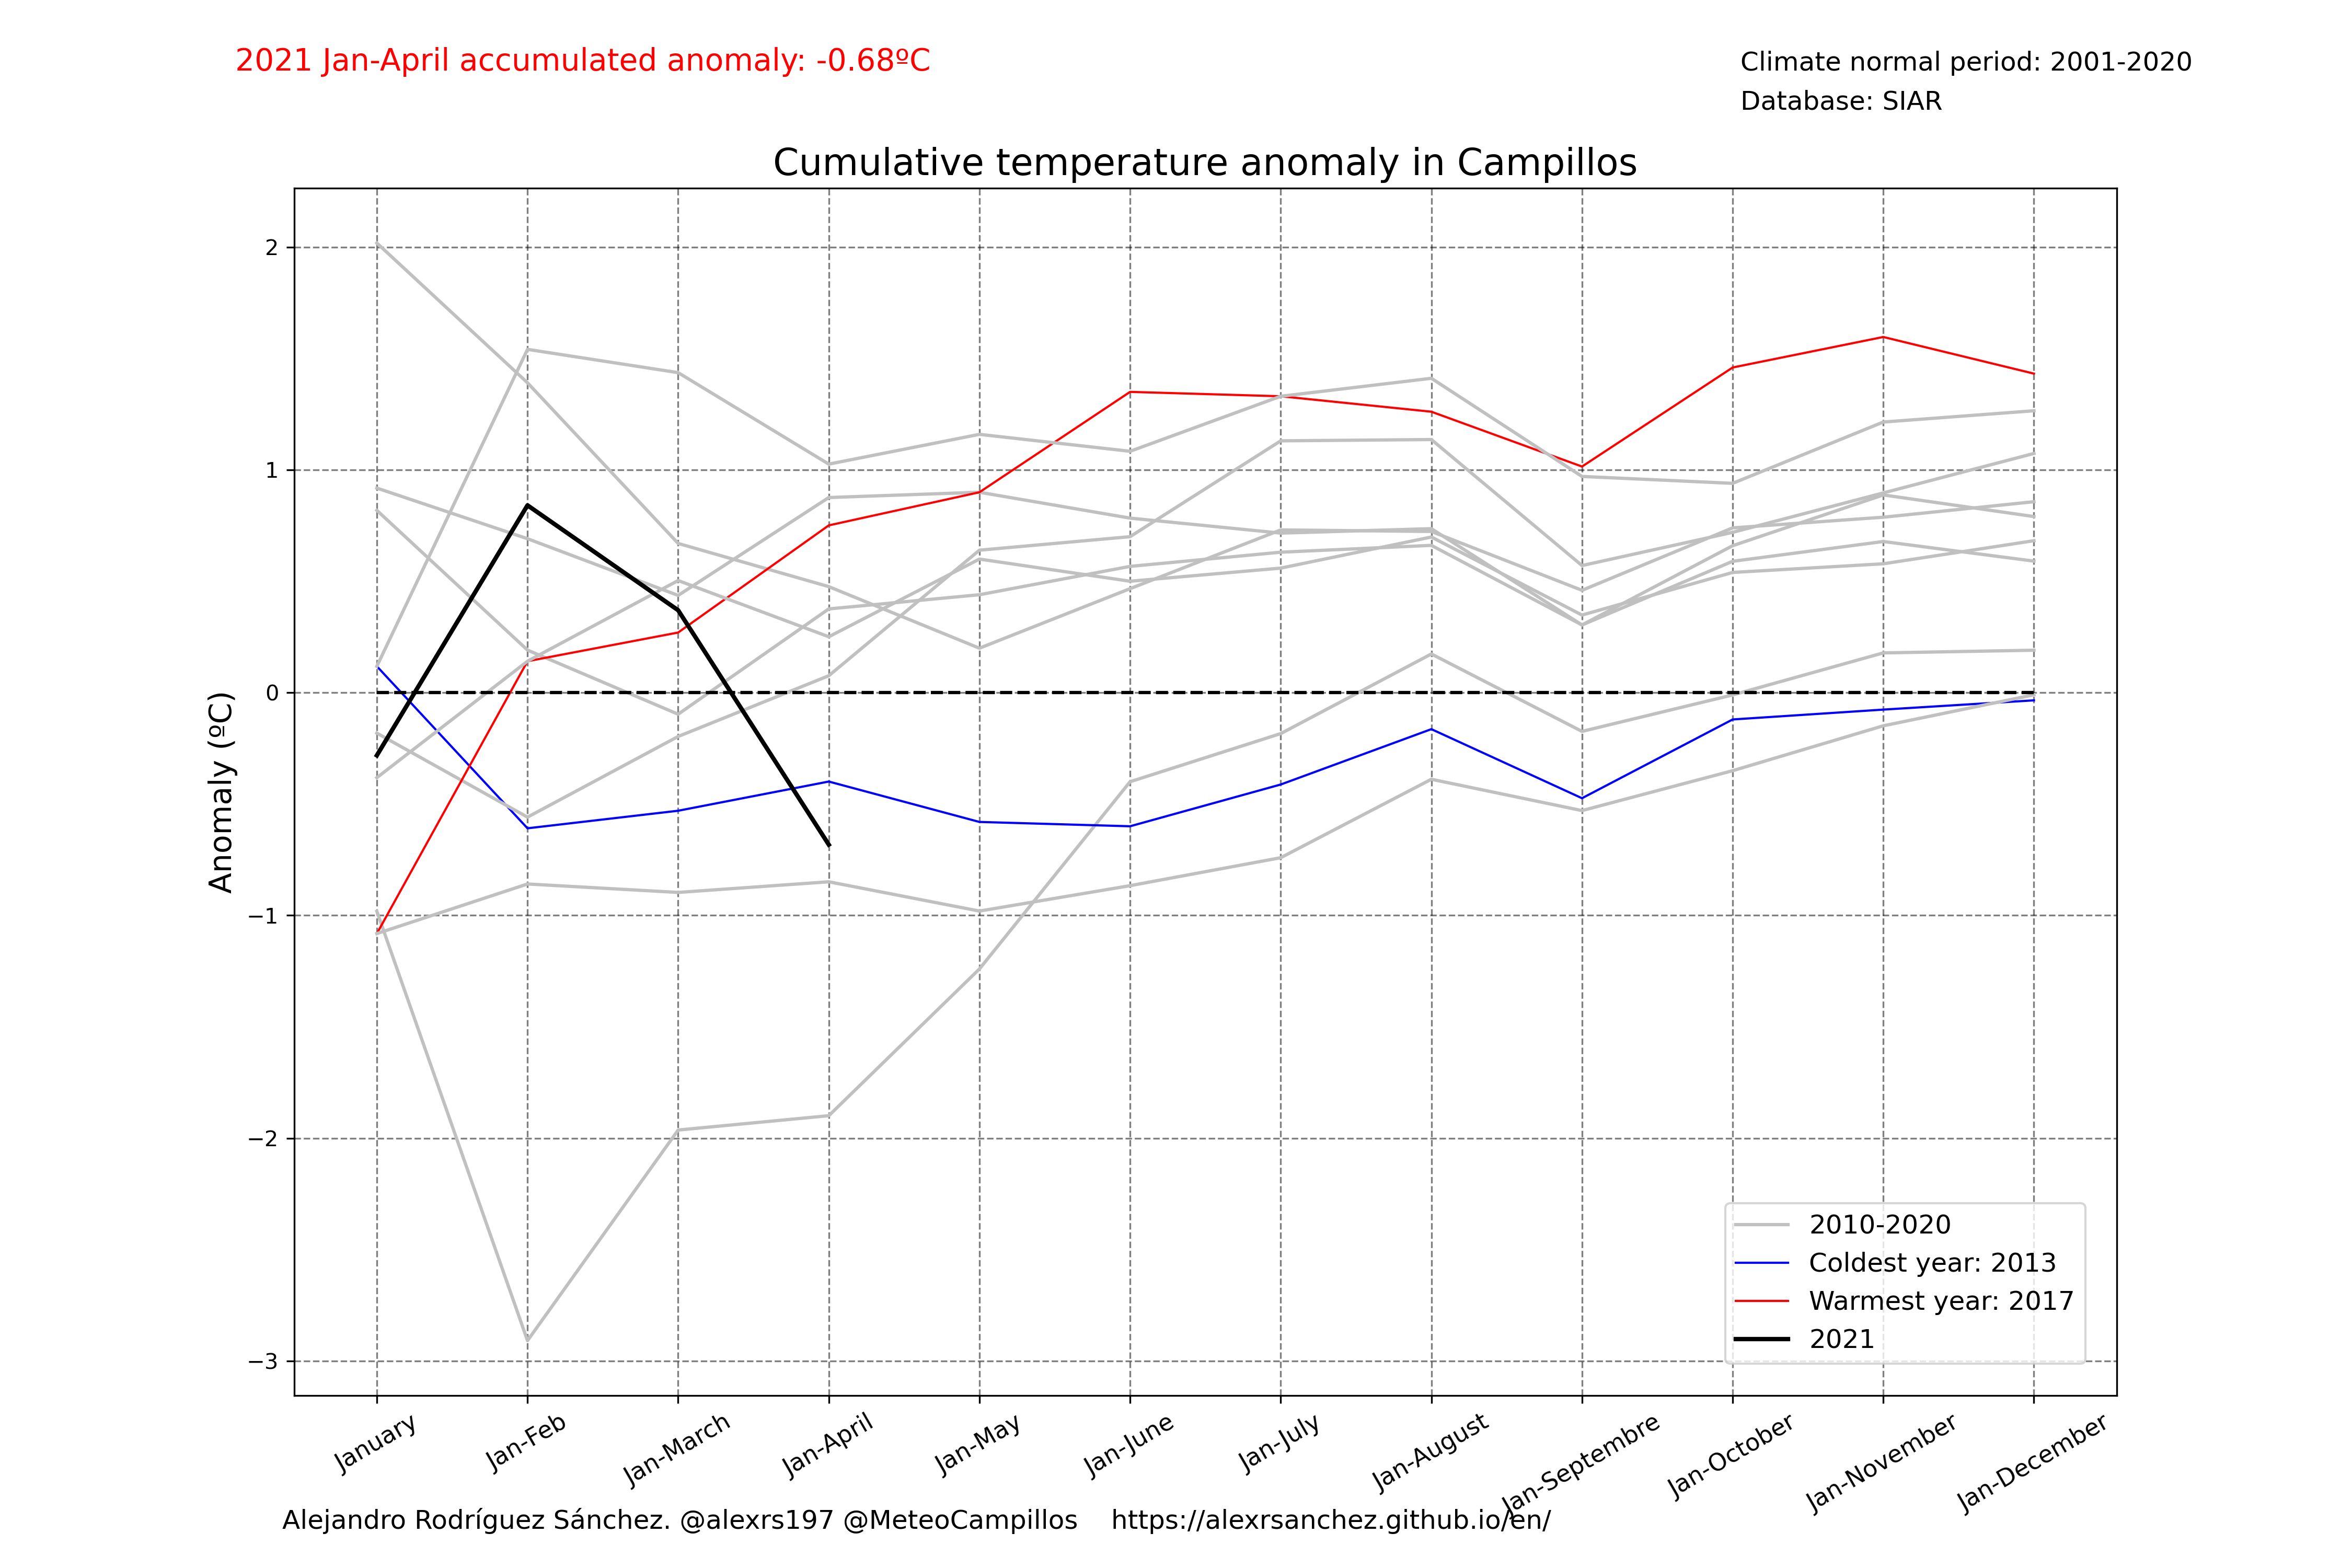 2021 Jan-April accumulated anomaly: -0.68ºC
Climate normal period: 2001-2020
Database: SIAR
Cumulative temperature anomaly in Campillos
Anomaly (ºC)
2
1
0
−1
−2
−3
2010-2020
Coldest year: 2013
Warmest year: 2017
2021
January
Jan-Feb
Jan-March
Jan-April
Jan-May
Jan-June
Jan-July
Jan-August
Jan-Septembre
Jan-October
Jan-November
Jan-December
Alejandro Rodríguez Sánchez. @alexrs197 @MeteoCampillos https://alexrsanchez.github.io/en/